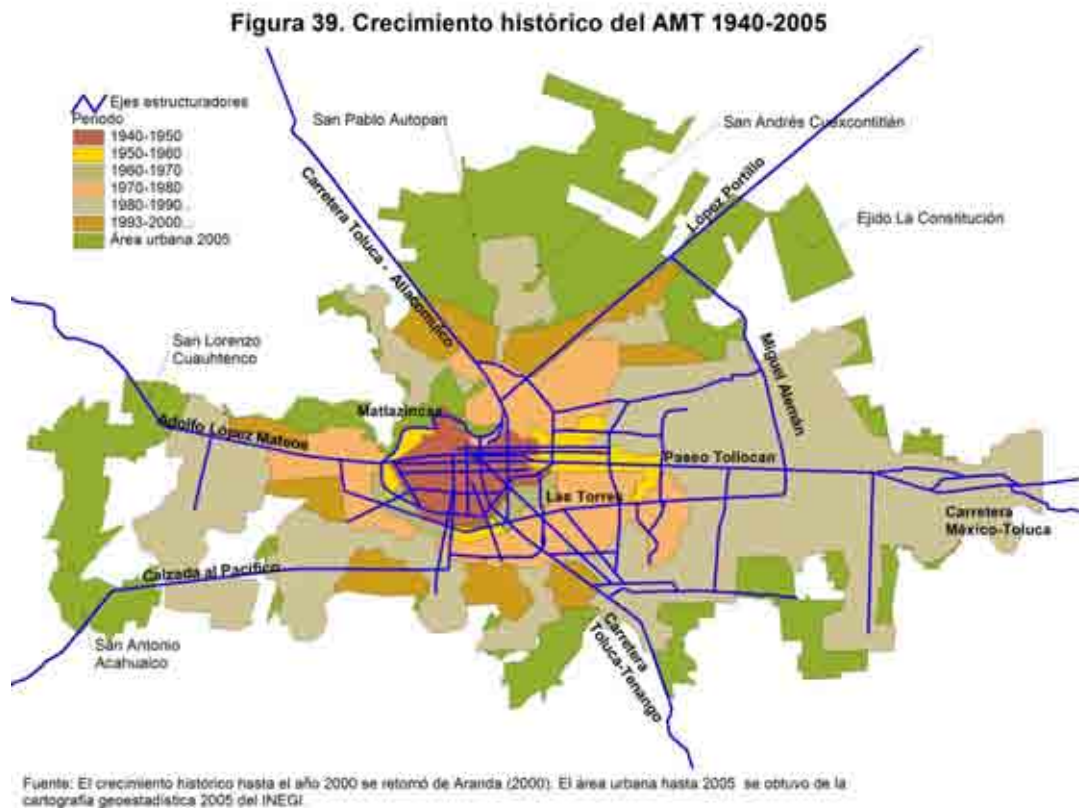 Figura 39. Crecimiento histórico del AMT 1940-2005
Ejes estructuradores
Periodo
1940-1950
1950-1960
1960-1970
1970-1980
1980-1990...
1993-2000...
Área urbana 2005
San Pablo Autopan
San Andrés Cuexcontitlán
López Portillo
Carretera Toluca - Atlacomulco
Ejido La Constitución
Miguel Alemán
San Lorenzo
Cuauhtenco
Matlazincas
Adolfo López Mateos
Paseo Tollocan
Las Torres
Carretera
México-Toluca
Calzada al Pacífico
San Antonio
Acahualco
Carretera
Toluca-Tenango
Fuente: El crecimiento histórico hasta el año 2000 se retomó de Aranda (2000). El área urbana hasta 2005 se obtuvo de la
cartografía geoestadística 2005 del INEGI.